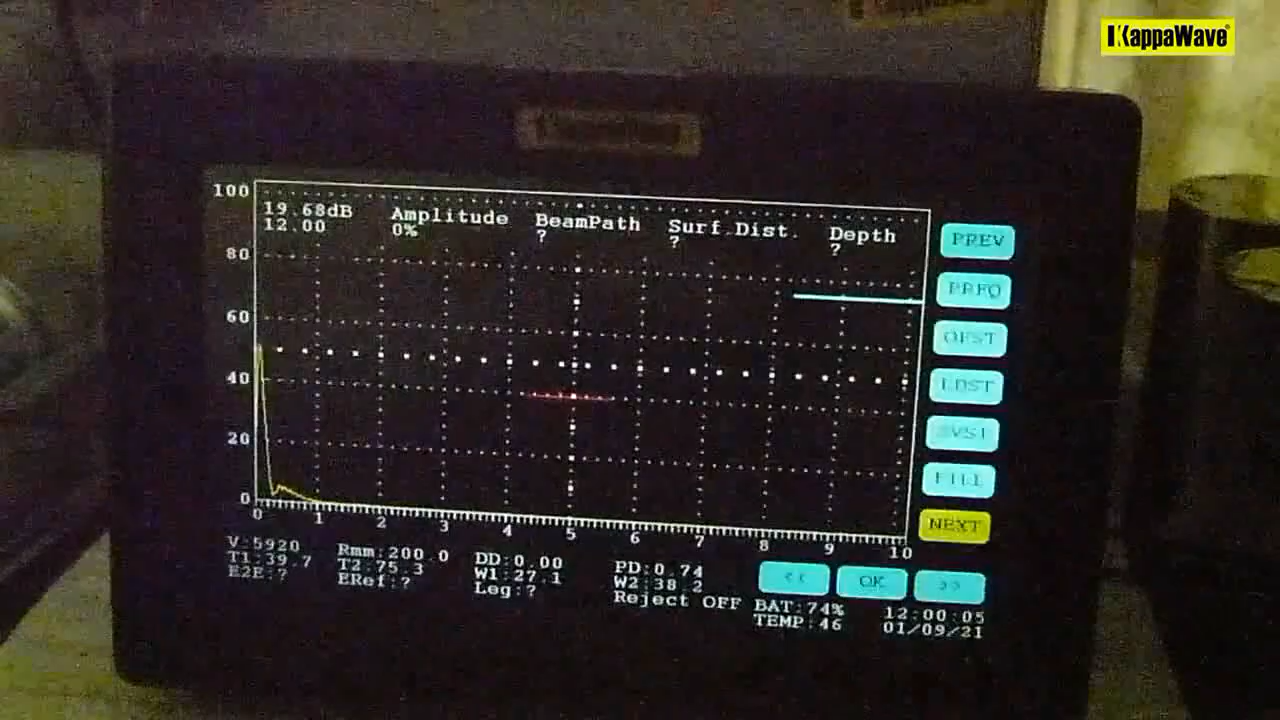 KappaWave
KappaWave
100
19.68dB Amplitude BeamPath Surf.Dist. Depth
12.00 0% ? ? ?
80
60
40
20
0
0 1 2 3 4 5 6 7 8 9 10
PREV
PRFQ
OFST
LDST
SVST
FILL
NEXT
<< OK >>
V:5920 Rmm:200.0 DD:0.00 PD:0.74
T1:39.7 T2:75.3 W1:27.1 W2:38.2
E2E:? ERef:? Leg:? Reject OFF
BAT:74% 12:00:05
TEMP:46 01/09/21